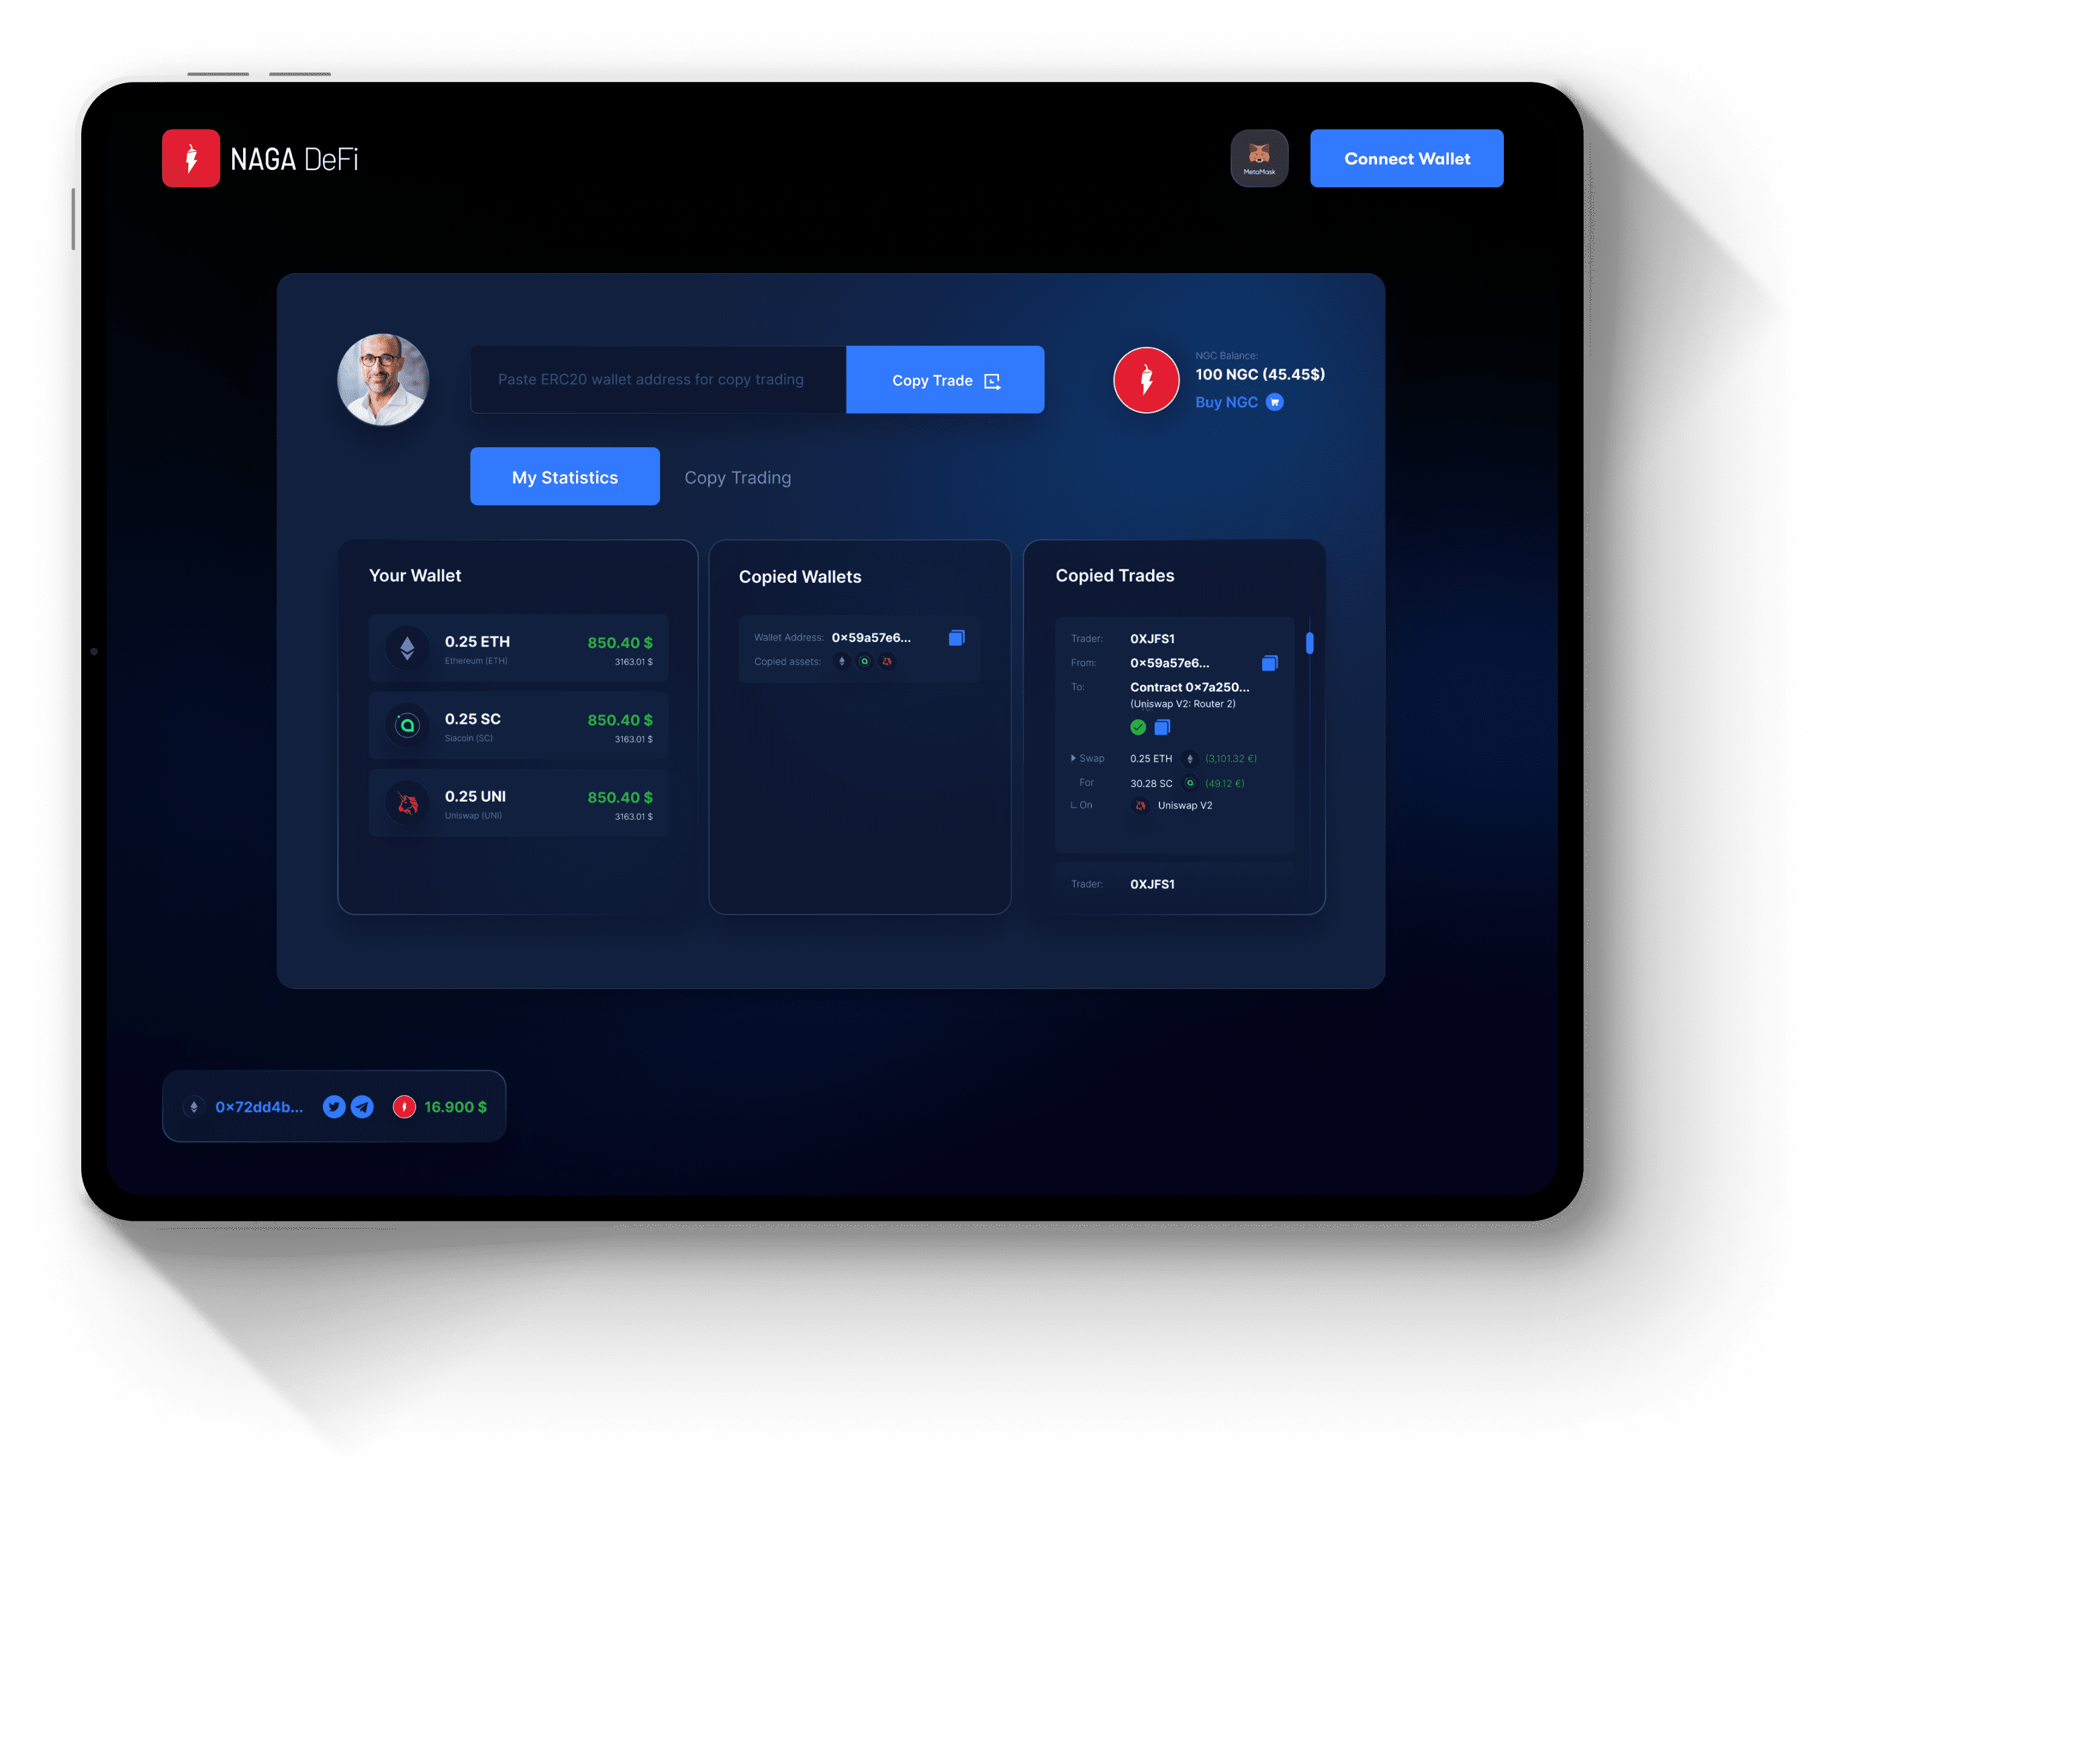 NAGA DeFi
MetaMask
Connect Wallet
Paste ERC20 wallet address for copy trading
Copy Trade
NGC Balance:
100 NGC (45.45$)
Buy NGC
My Statistics
Copy Trading
Your Wallet
0.25 ETH
850.40 $
Ethereum (ETH)
3163.01 $
0.25 SC
850.40 $
Siacoin (SC)
3163.01 $
0.25 UNI
850.40 $
Uniswap (UNI)
3163.01 $
Copied Wallets
Wallet Address: 0×59a57e6...
Copied assets:
Copied Trades
Trader: 0XJFS1
From: 0×59a57e6...
To: Contract 0×7a250...
(Uniswap V2: Router 2)
Swap 0.25 ETH (3,101.32 €)
For 30.28 SC (49.12 €)
On Uniswap V2
Trader: 0XJFS1
0×72dd4b...
16.900 $